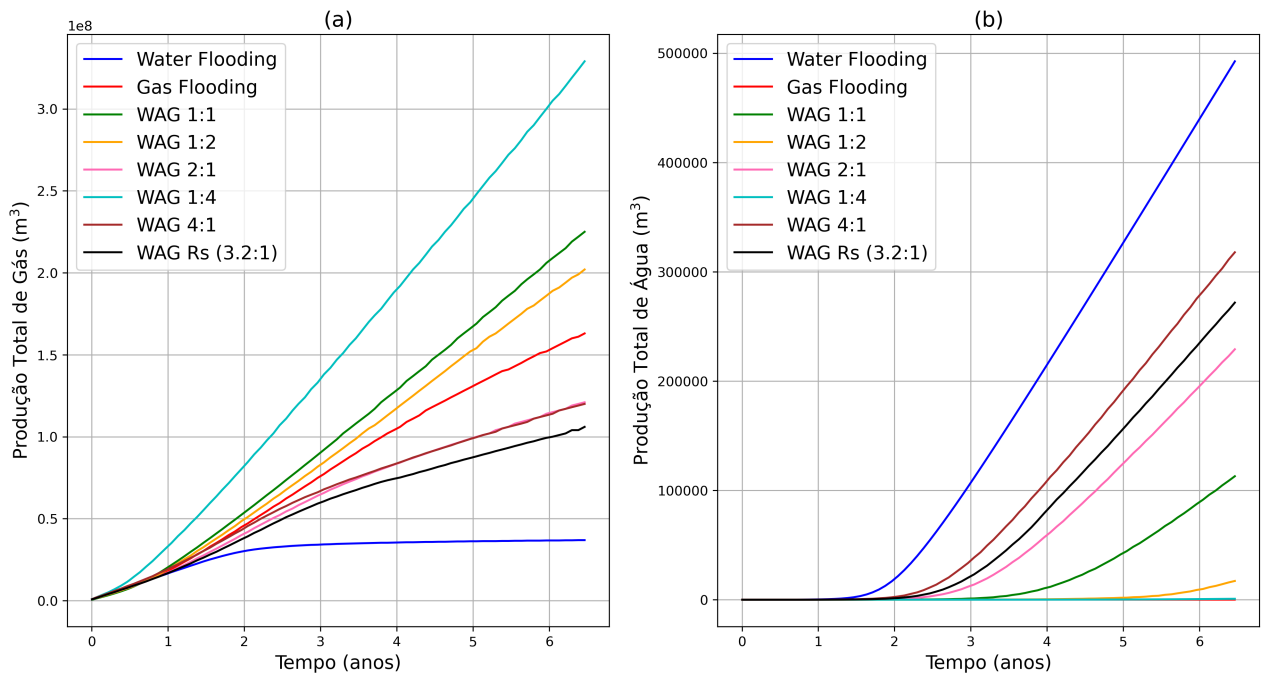 (a)
1e8
Water Flooding
Gas Flooding
WAG 1:1
WAG 1:2
WAG 2:1
WAG 1:4
WAG 4:1
WAG Rs (3.2:1)
3.0
2.5
2.0
1.5
1.0
0.5
0.0
Produção Total de Gás (m³)
0 1 2 3 4 5 6
Tempo (anos)
(b)
Water Flooding
Gas Flooding
WAG 1:1
WAG 1:2
WAG 2:1
WAG 1:4
WAG 4:1
WAG Rs (3.2:1)
500000
400000
300000
200000
100000
0
Produção Total de Água (m³)
0 1 2 3 4 5 6
Tempo (anos)